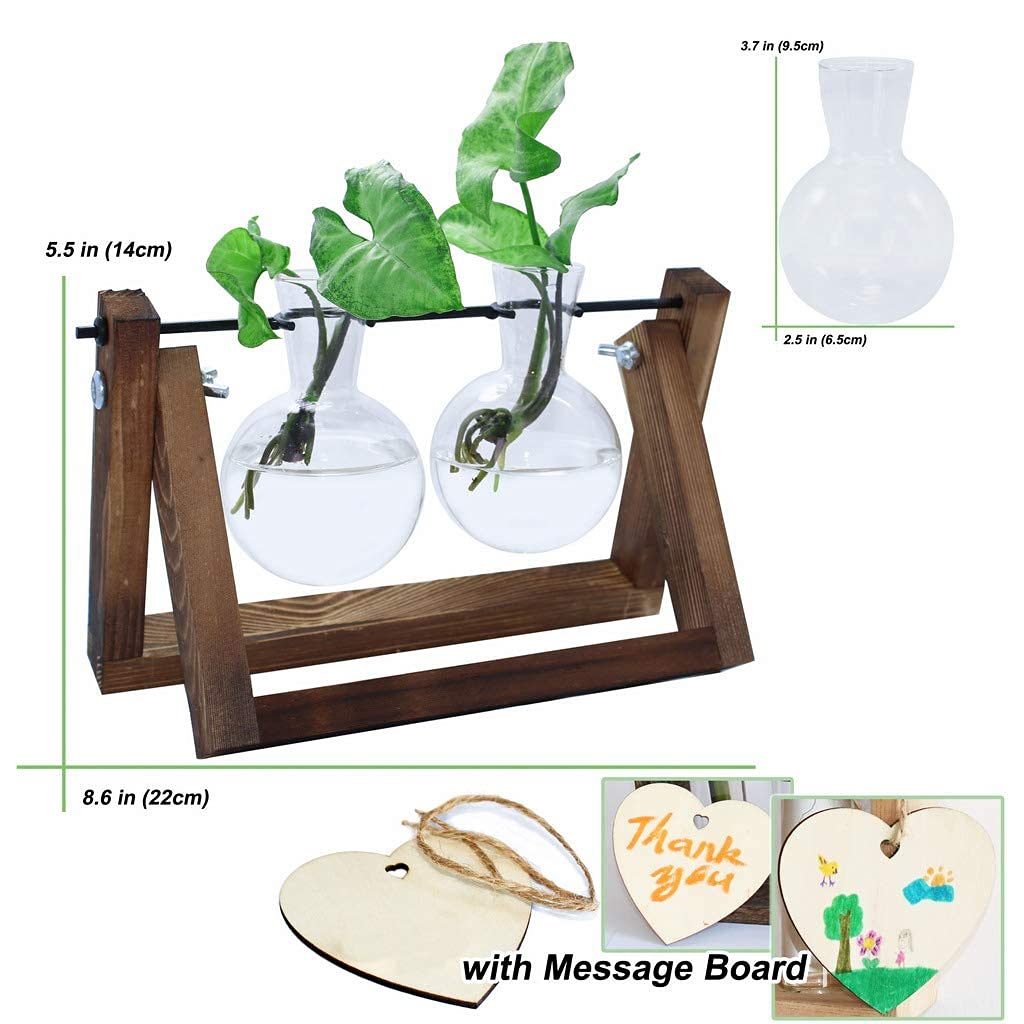 3.7 in (9.5cm)
5.5 in (14cm)
2.5 in (6.5cm)
8.6 in (22cm)
Thank
you
with Message Board